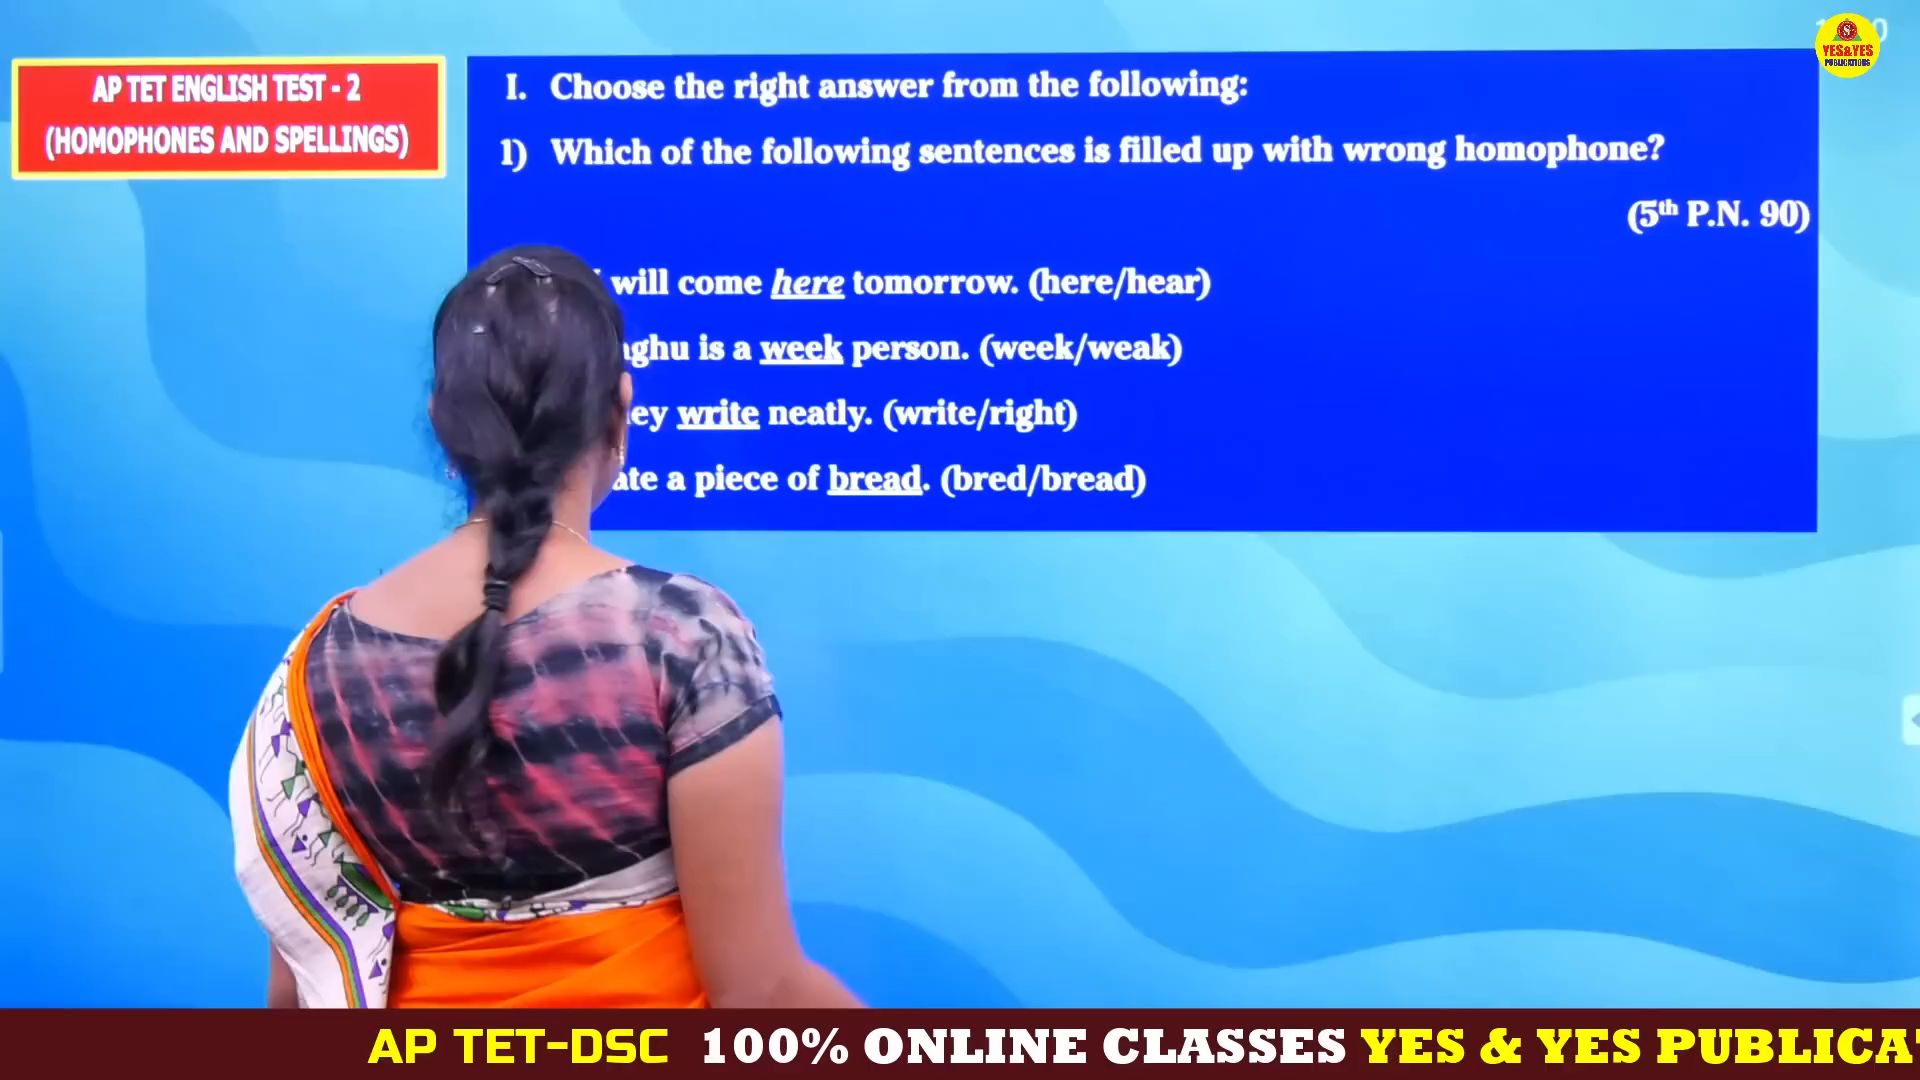 YES&YES
PUBLICATIONS
AP TET ENGLISH TEST - 2
(HOMOPHONES AND SPELLINGS)
I. Choose the right answer from the following:
1) Which of the following sentences is filled up with wrong homophone?
(5th P.N. 90)
will come here tomorrow. (here/hear)
is a week person. (week/weak)
write neatly. (write/right)
ate a piece of bread. (bred/bread)
AP TET-DSC 100% ONLINE CLASSES YES & YES